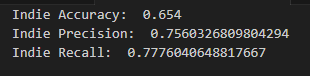 Indie Accuracy:  0.654
Indie Precision:  0.7560326809804294
Indie Recall:  0.7776040648817667